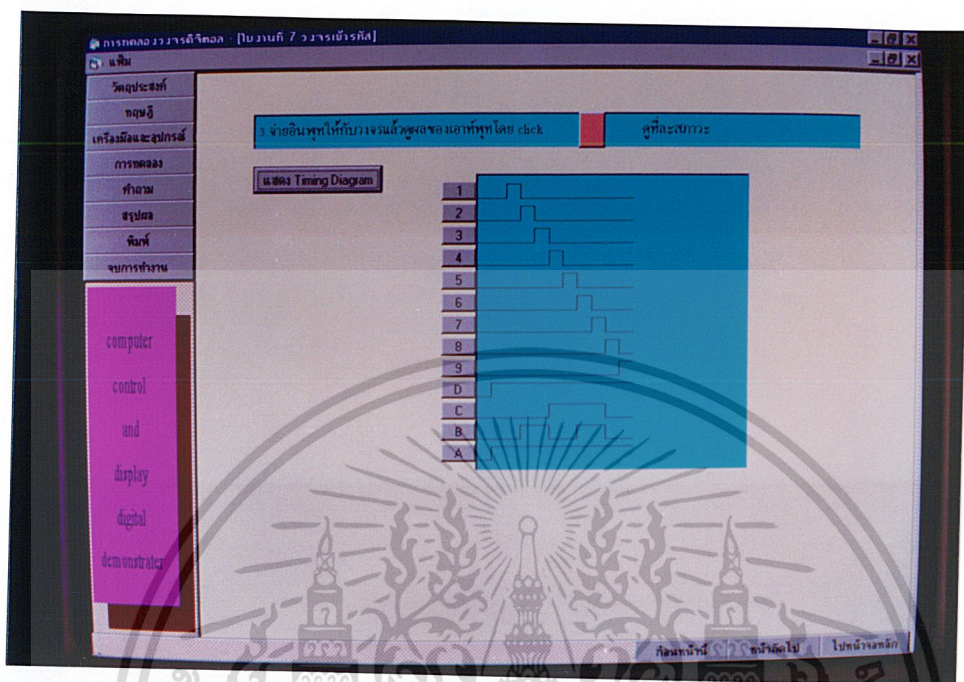 การทดลองวงจรดิจิตอล - [ใบงานที่ 7 วงจรเข้ารหัส]
แฟ้ม
วัตถุประสงค์
ทฤษฎี
เครื่องมือและอุปกรณ์
การทดลอง
คำถาม
สรุปผล
พิมพ์
จบการทำงาน
3.จ่ายอินพุทให้กับวงจรแล้วดูผลของเอาท์พุทโดย click
ดูที่ละสภาวะ
แสดง Timing Diagram
1
2
3
4
5
6
7
8
9
D
C
B
A
computer
control
and
display
digital
demonstrater
ก่อนหน้านี้
หน้าถัดไป
ไปหน้าจอหลัก